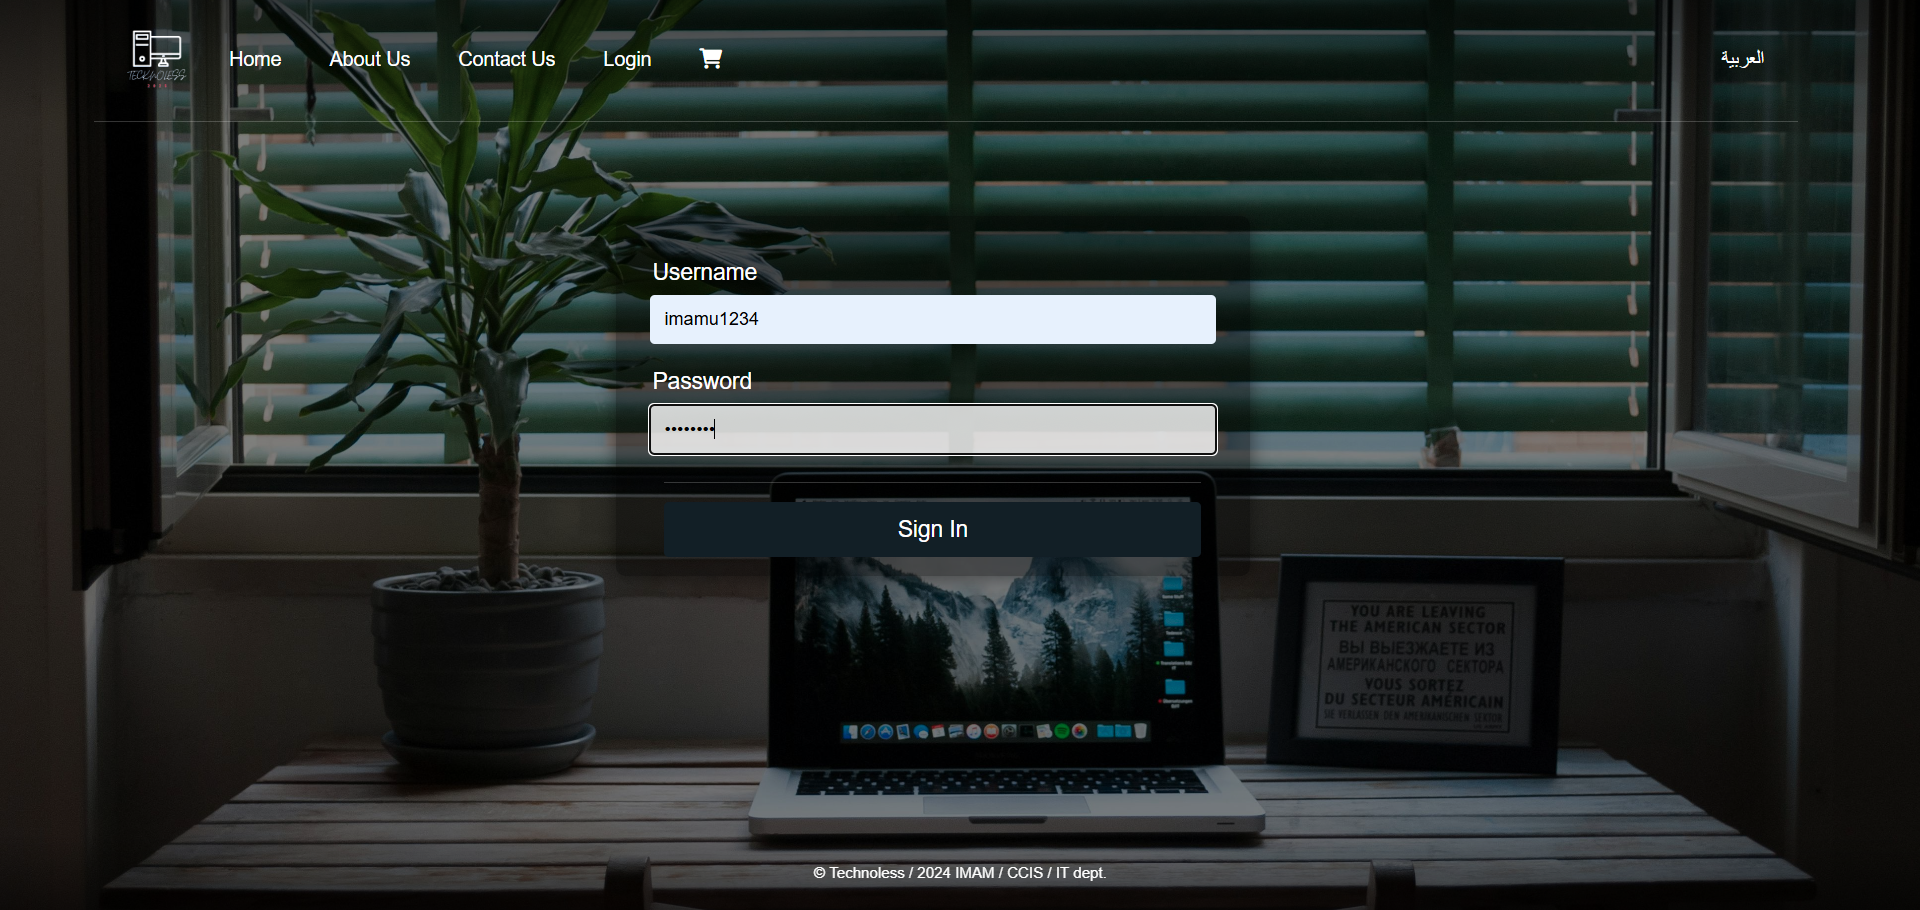 TECKNOLESS
Home
About Us
Contact Us
Login
العربية
Username
imamu1234
Password
••••••••
Sign In
YOU ARE LEAVING
THE AMERICAN SECTOR
ВЫ ВЫЕЗЖАЕТЕ ИЗ
АМЕРИКАНСКОГО СЕКТОРА
VOUS SORTEZ
DU SECTEUR AMÉRICAIN
SIE VERLASSEN DEN AMERIKANISCHEN SEKTOR
© Technoless / 2024 IMAM / CCIS / IT dept.